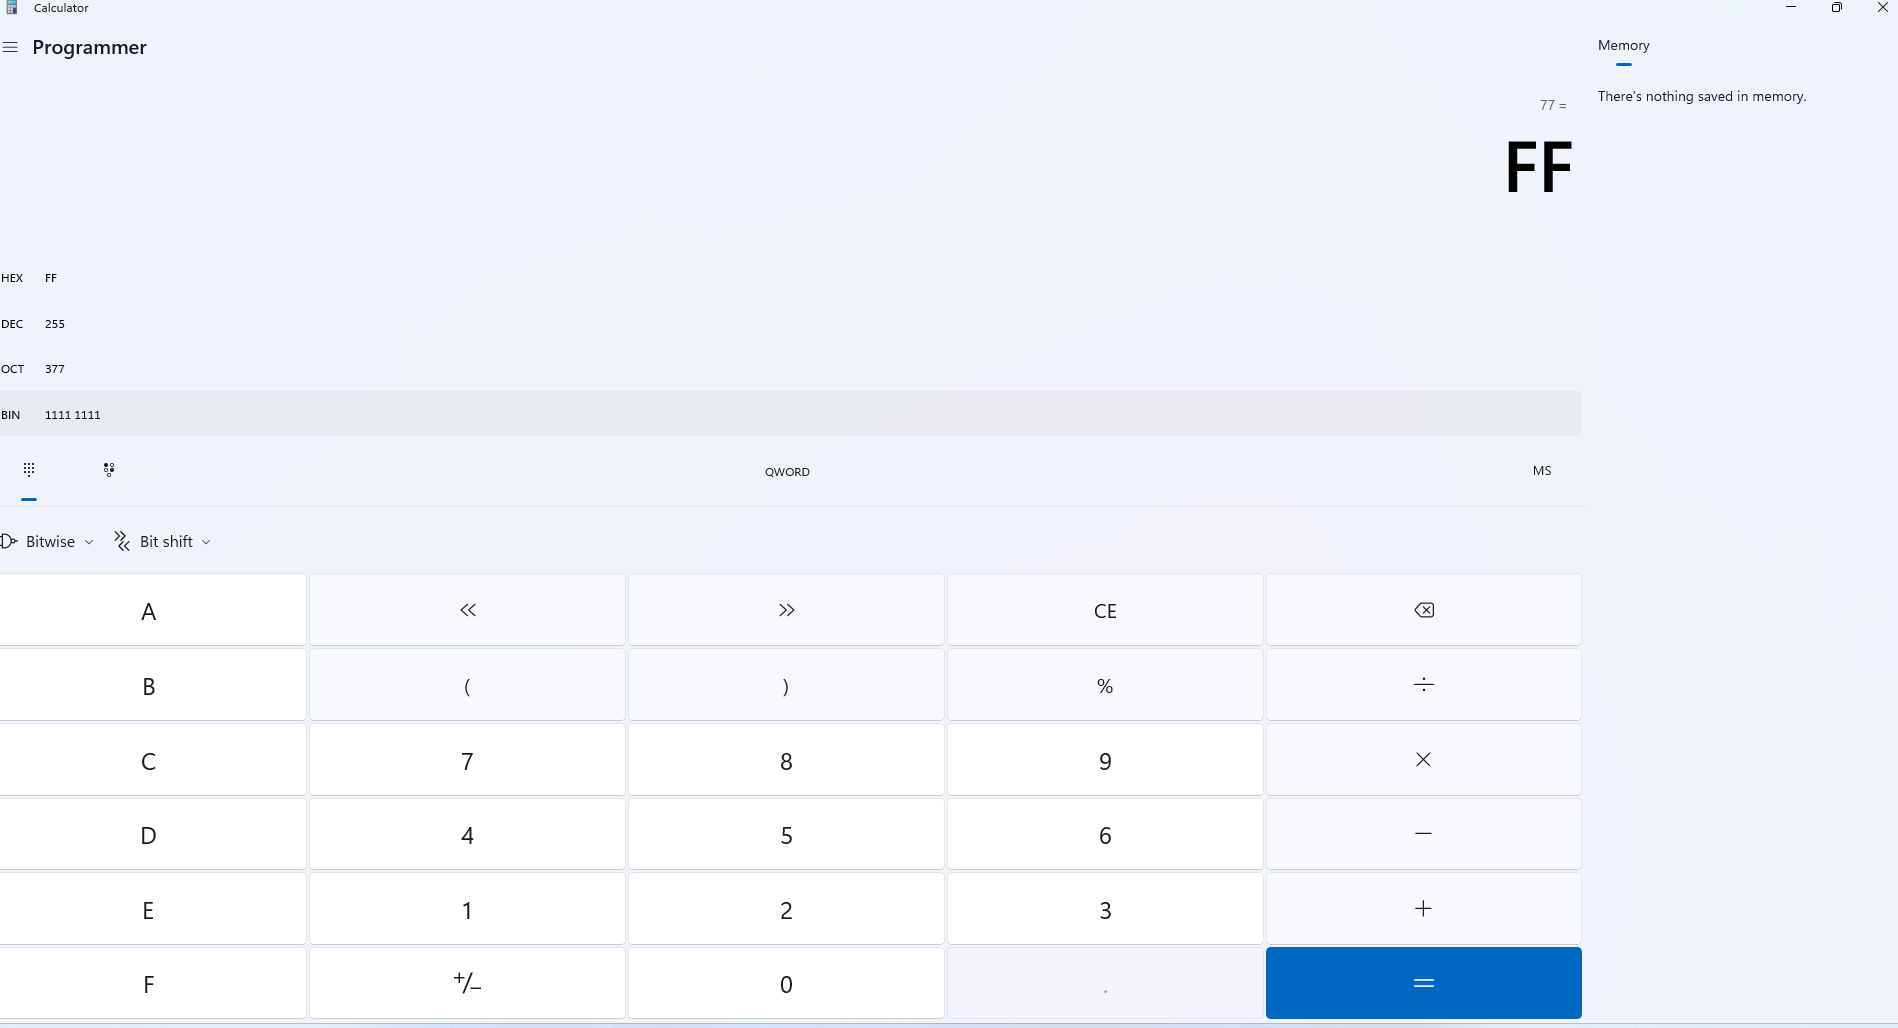 Calculator
Programmer
Memory
There's nothing saved in memory.
77 =
FF
HEX FF
DEC 255
OCT 377
BIN 1111 1111
QWORD MS
Bitwise Bit shift
A << >> CE
B ( ) % ÷
C 7 8 9 ×
D 4 5 6 −
E 1 2 3 +
F +/− 0 . =